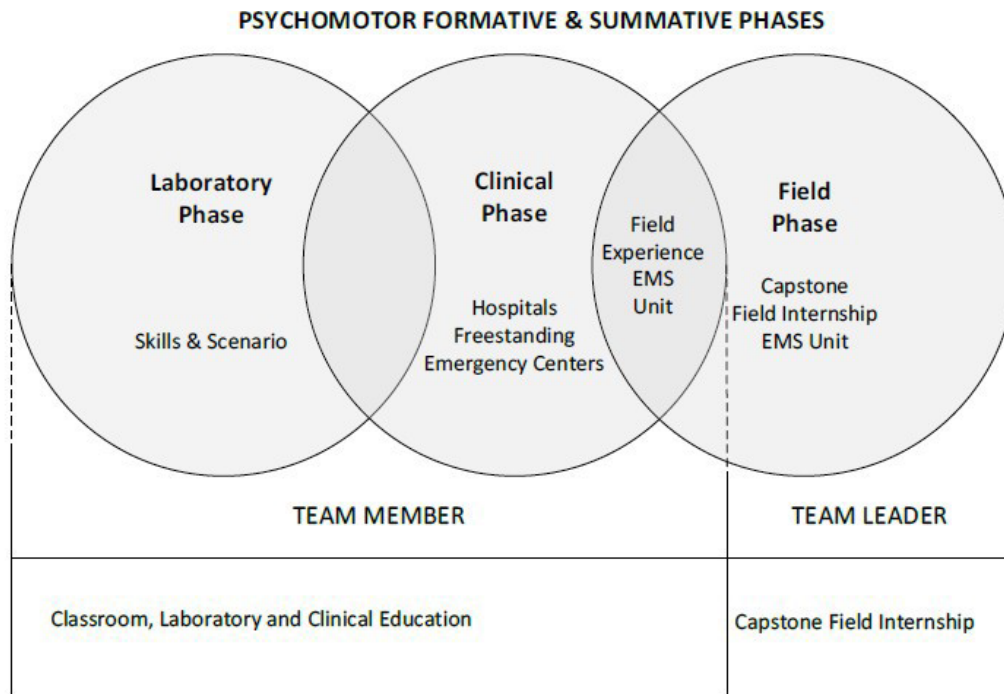 PSYCHOMOTOR FORMATIVE & SUMMATIVE PHASES
Laboratory
Phase
Skills & Scenario
Clinical
Phase
Hospitals
Freestanding
Emergency Centers
Field
Experience
EMS
Unit
Field
Phase
Capstone
Field Internship
EMS Unit
TEAM MEMBER
TEAM LEADER
Classroom, Laboratory and Clinical Education
Capstone Field Internship